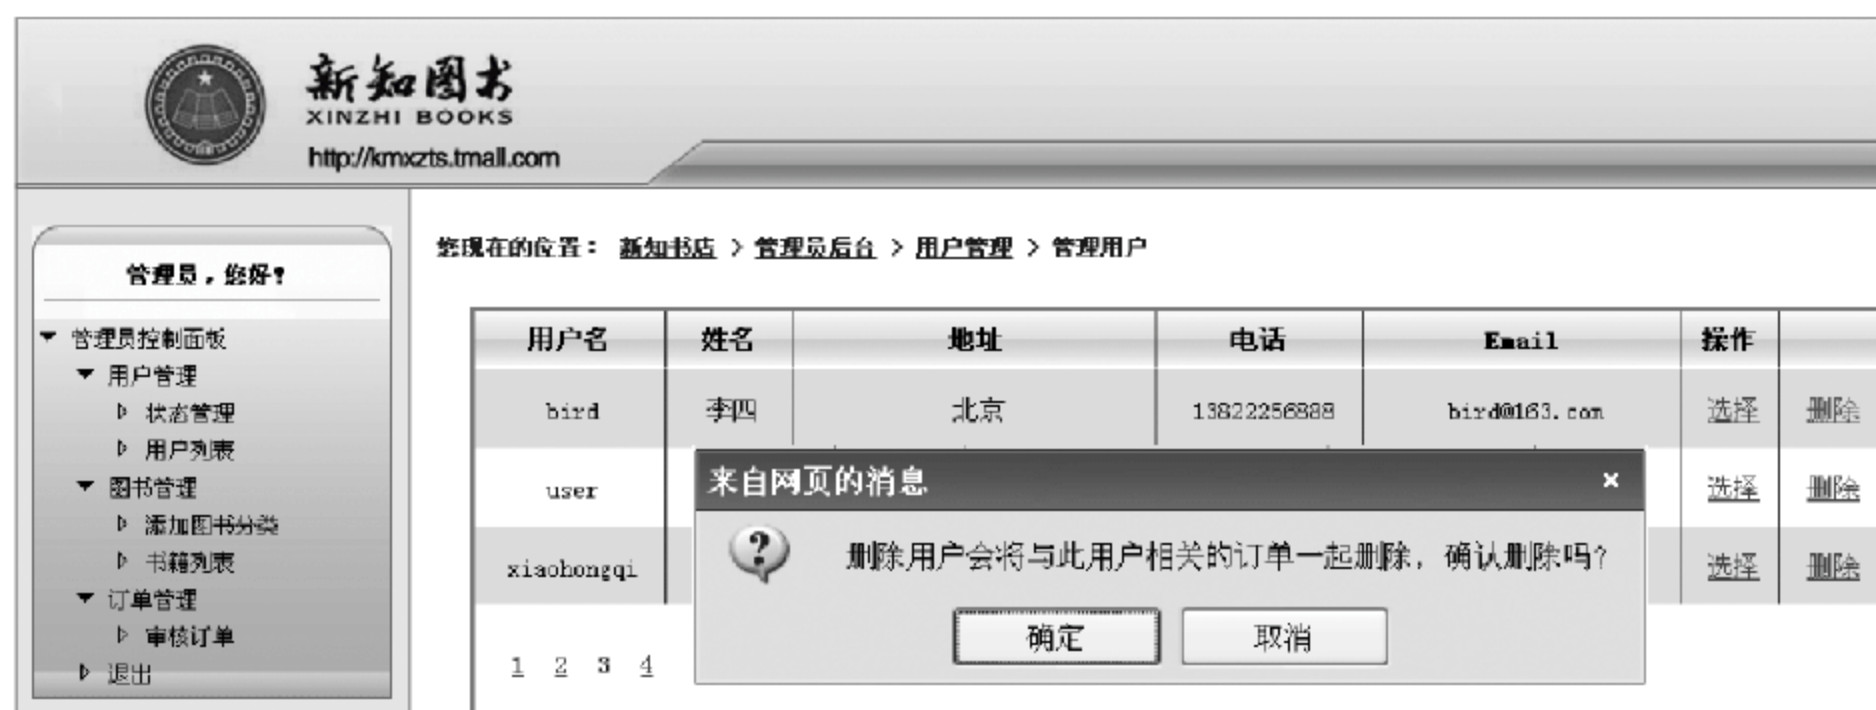 新知图书
XINZHI BOOKS
http://kmxzts.tmall.com
您现在的位置： 新知书店 > 管理员后台 > 用户管理 > 管理用户
管理员，您好！
管理员控制面板
用户管理
状态管理
用户列表
图书管理
添加图书分类
书籍列表
订单管理
审核订单
退出
用户名 姓名 地址 电话 Email 操作
bird 李四 北京 13822256888 bird@163.com 选择 删除
user 选择 删除
xiaohongqi 选择 删除
来自网页的消息 ×
删除用户会将与此用户相关的订单一起删除，确认删除吗？
确定 取消
1 2 3 4